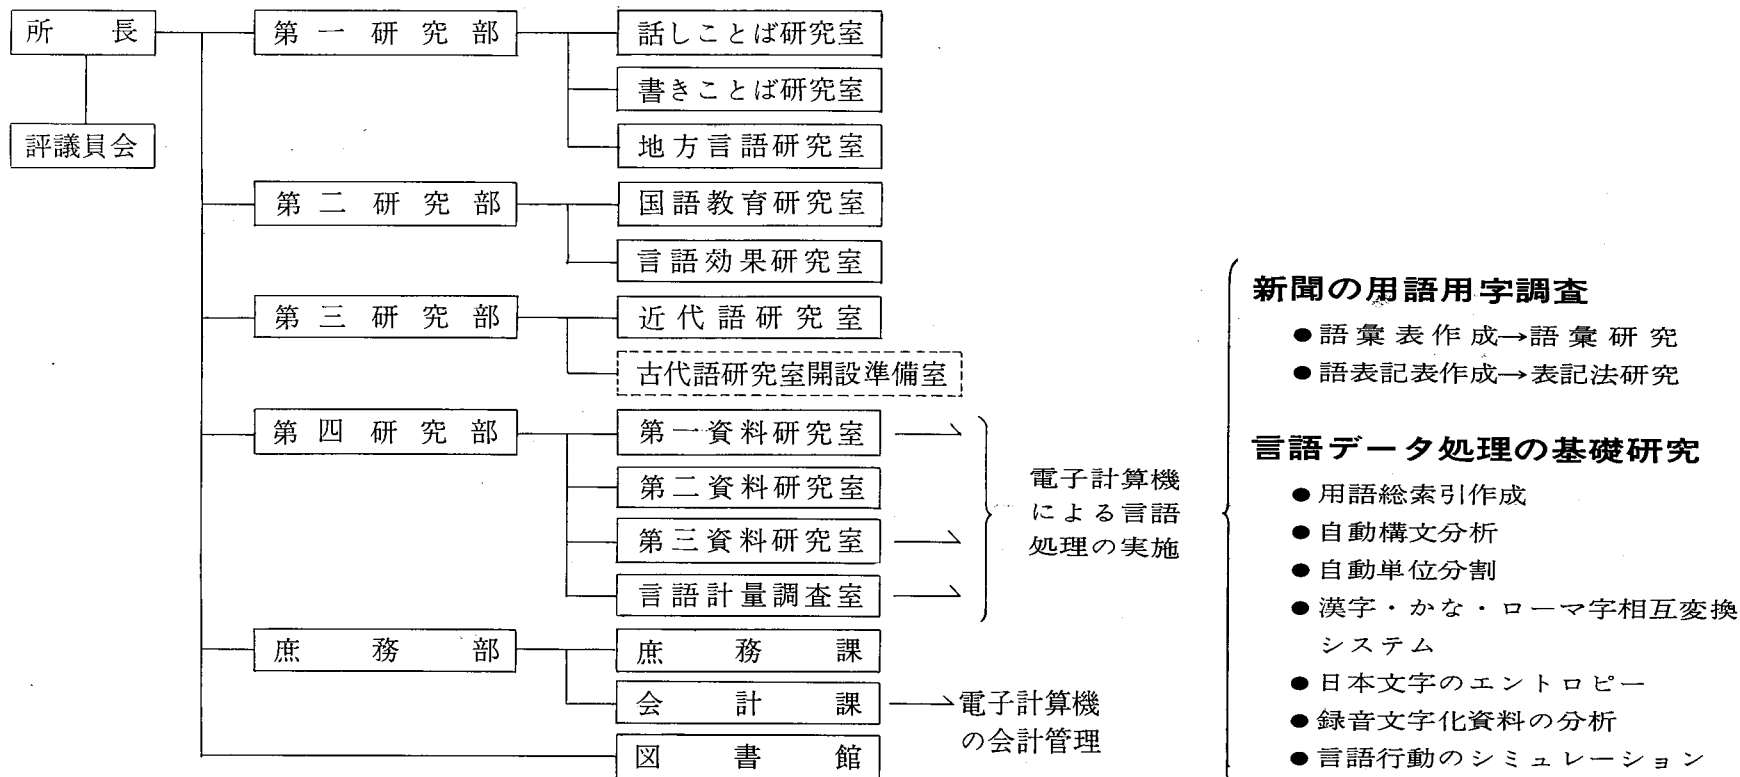 所長
評議員会
第一研究部
話しことば研究室
書きことば研究室
地方言語研究室
第二研究部
国語教育研究室
言語効果研究室
第三研究部
近代語研究室
古代語研究室開設準備室
第四研究部
第一資料研究室
第二資料研究室
第三資料研究室
言語計量調査室
電子計算機
による言語
処理の実施
庶務部
庶務課
会計課
電子計算機
の会計管理
図書館
新聞の用語用字調査
●語彙表作成→語彙研究
●語表記表作成→表記法研究
言語データ処理の基礎研究
●用語総索引作成
●自動構文分析
●自動単位分割
●漢字・かな・ローマ字相互変換
システム
●日本文字のエントロピー
●録音文字化資料の分析
●言語行動のシミュレーション